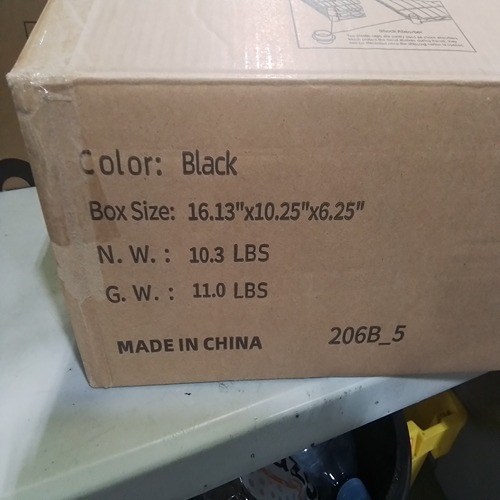 Color: Black
Box Size: 16.13"x10.25"x6.25"
N. W. : 10.3 LBS
G. W. : 11.0 LBS
MADE IN CHINA
206B_5